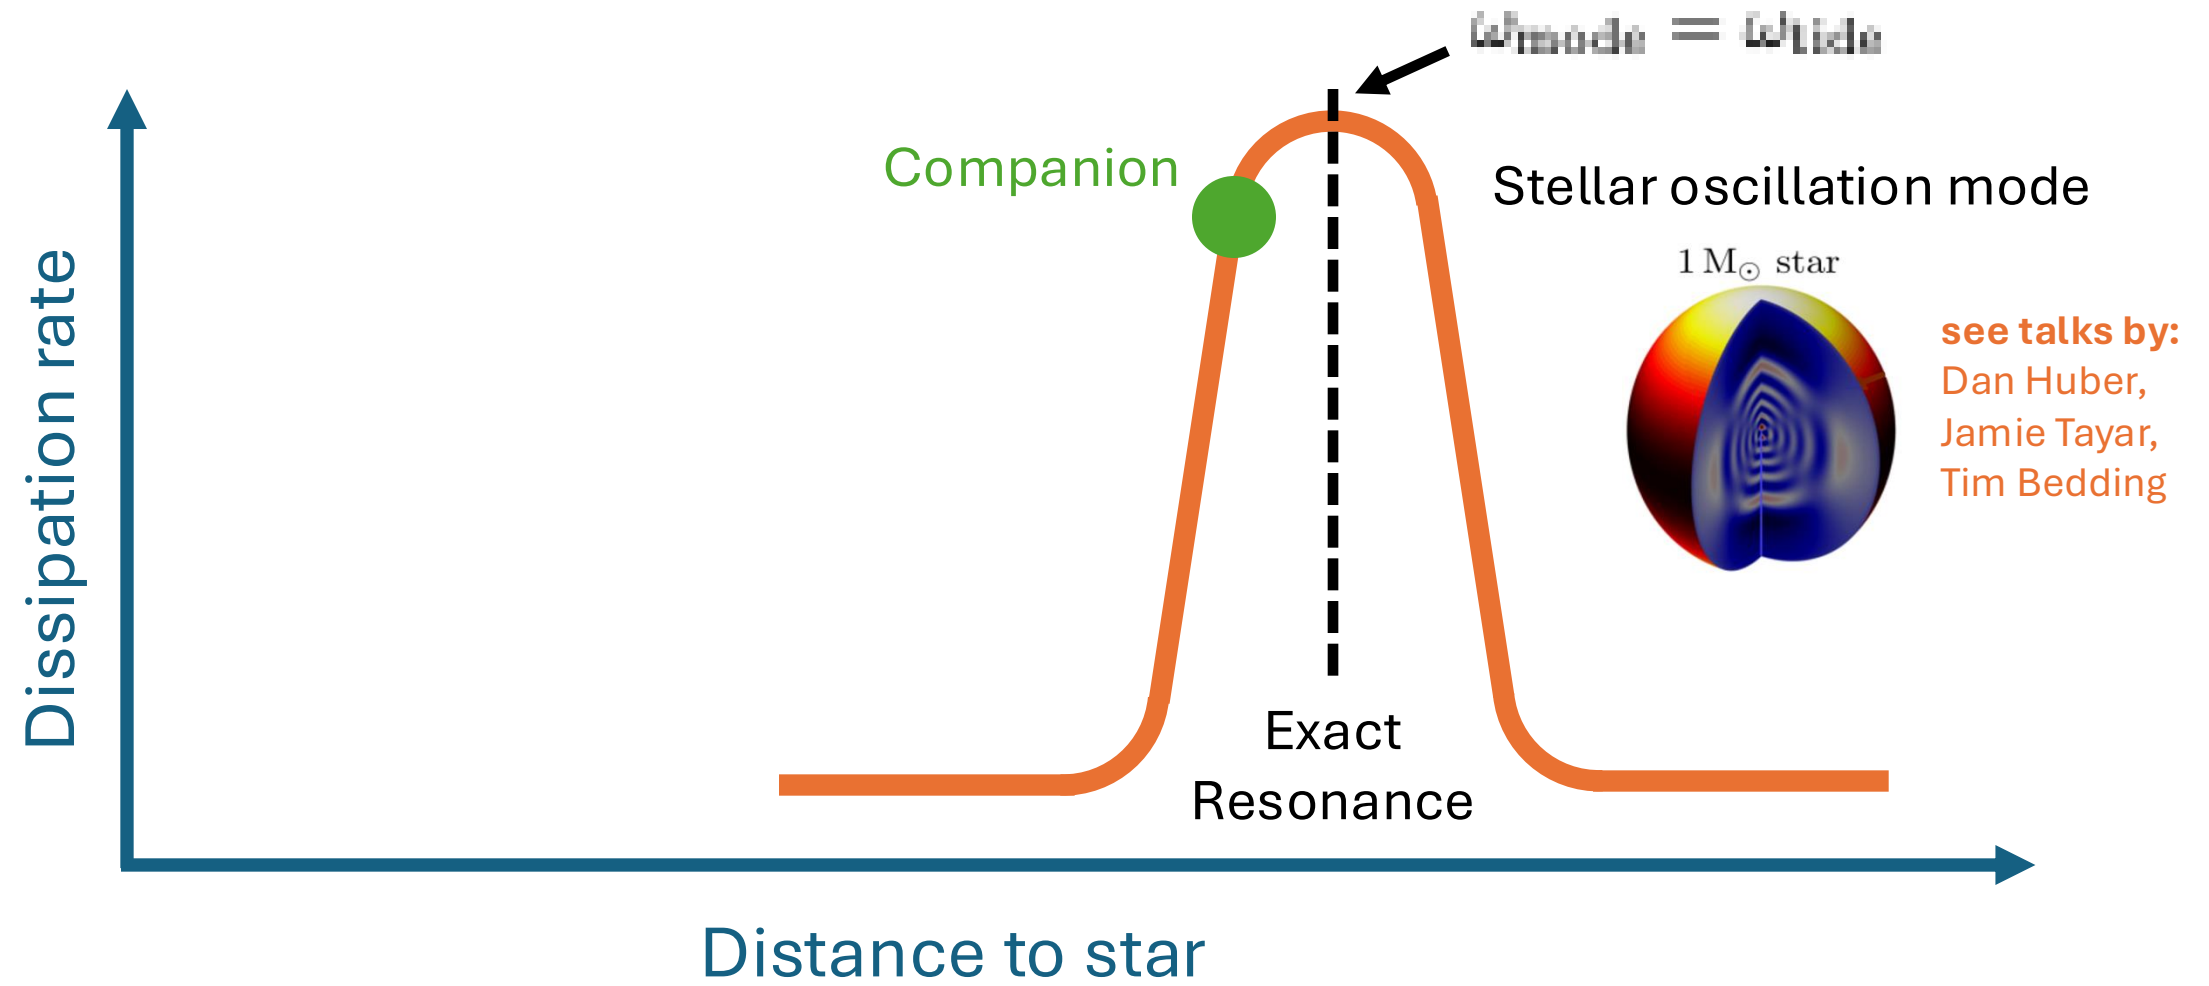 ωmode = ωtide
Companion
Stellar oscillation mode
1 M⊙ star
see talks by:
Dan Huber,
Jamie Tayar,
Tim Bedding
Dissipation rate
Exact
Resonance
Distance to star